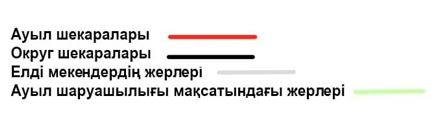 Ауыл шекаралары
Округ шекаралары
Елді мекендердің жерлері
Ауыл шаруашылығы мақсатындағы жерлері